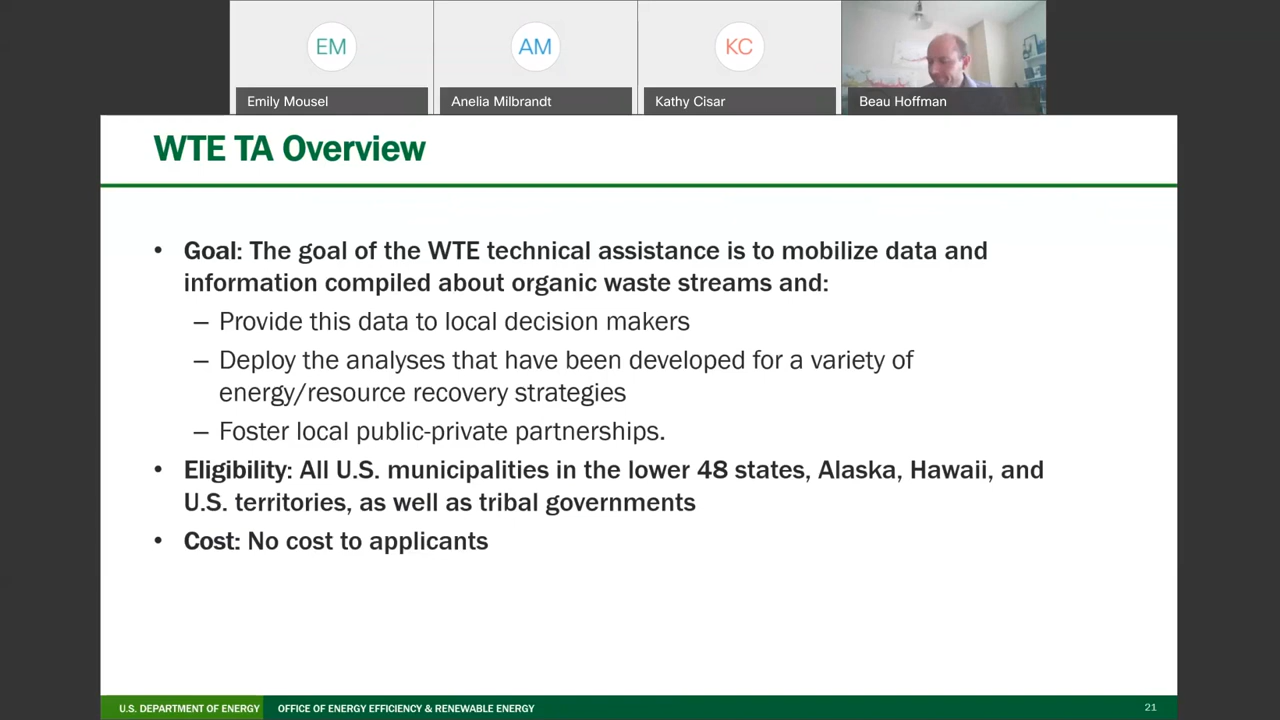 EM
AM
KC
Emily Mousel
Anelia Milbrandt
Kathy Cisar
Beau Hoffman
WTE TA Overview
• Goal: The goal of the WTE technical assistance is to mobilize data and
information compiled about organic waste streams and:
– Provide this data to local decision makers
– Deploy the analyses that have been developed for a variety of
energy/resource recovery strategies
– Foster local public-private partnerships.
• Eligibility: All U.S. municipalities in the lower 48 states, Alaska, Hawaii, and
U.S. territories, as well as tribal governments
• Cost: No cost to applicants
U.S. DEPARTMENT OF ENERGY
OFFICE OF ENERGY EFFICIENCY & RENEWABLE ENERGY
21